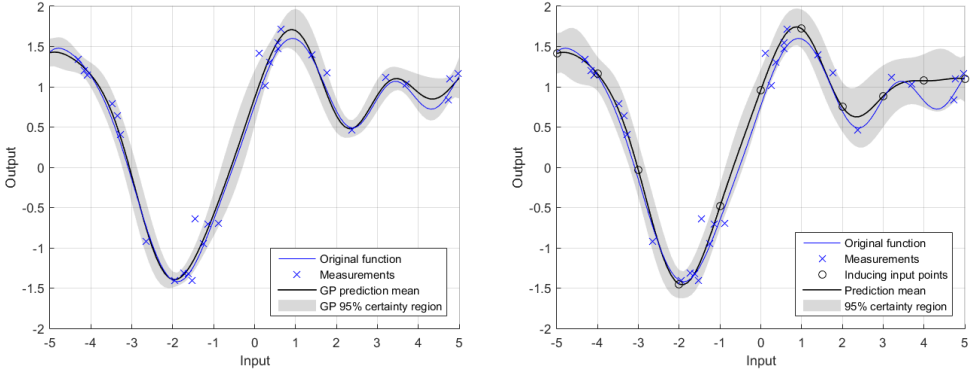 2
1.5
1
0.5
0
-0.5
-1
-1.5
-2
Output
-5 -4 -3 -2 -1 0 1 2 3 4 5
Input
Original function
Measurements
GP prediction mean
GP 95% certainty region
2
1.5
1
0.5
0
-0.5
-1
-1.5
-2
Output
-5 -4 -3 -2 -1 0 1 2 3 4 5
Input
Original function
Measurements
Inducing input points
Prediction mean
95% certainty region